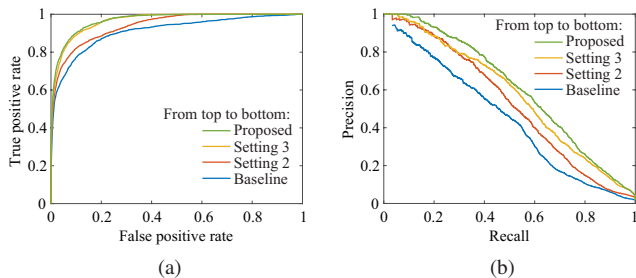 True positive rate
1
0.8
0.6
0.4
0.2
0
From top to bottom:
Proposed
Setting 3
Setting 2
Baseline
0 0.2 0.4 0.6 0.8 1
False positive rate
(a)
Precision
1
0.8
0.6
0.4
0.2
0
From top to bottom:
Proposed
Setting 3
Setting 2
Baseline
0 0.2 0.4 0.6 0.8 1
Recall
(b)